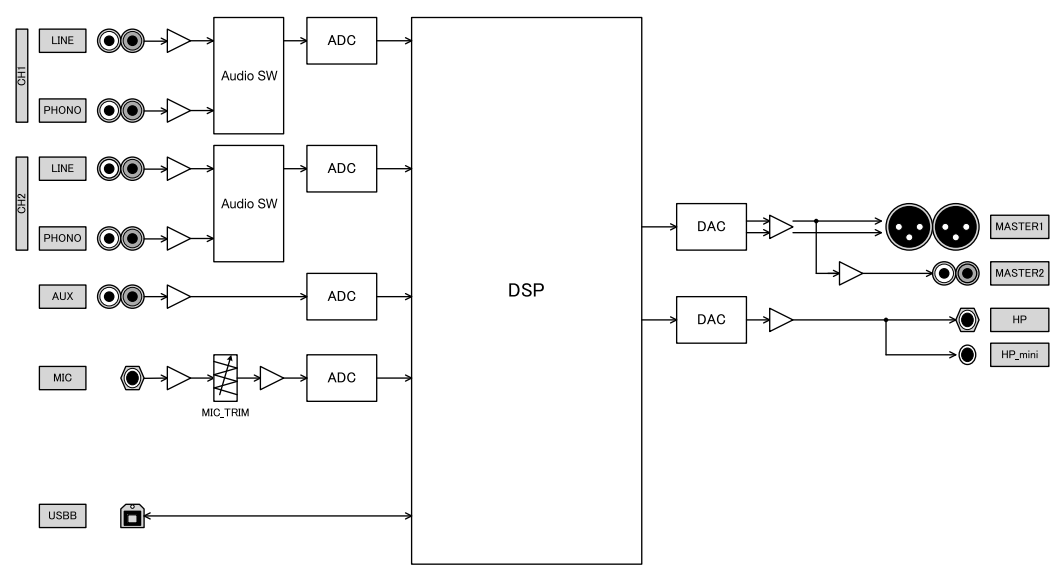 CH1
LINE
Audio SW
ADC
PHONO
CH2
LINE
Audio SW
ADC
PHONO
AUX
ADC
MIC
MIC_TRIM
ADC
USBB
DSP
DAC
MASTER1
MASTER2
DAC
HP
HP_mini